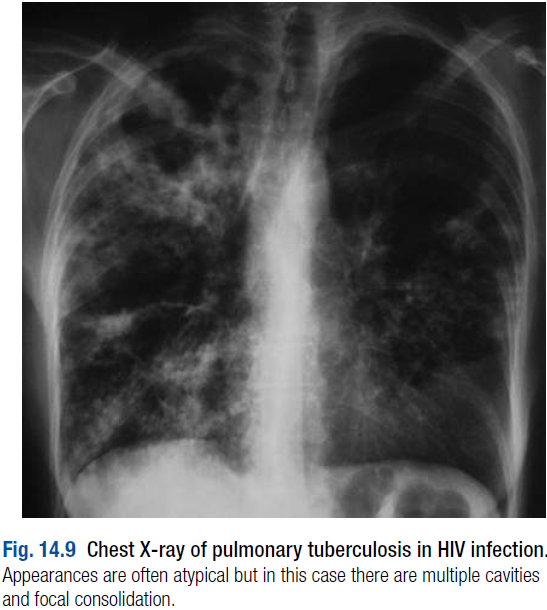 Fig. 14.9 Chest X-ray of pulmonary tuberculosis in HIV infection.
Appearances are often atypical but in this case there are multiple cavities
and focal consolidation.